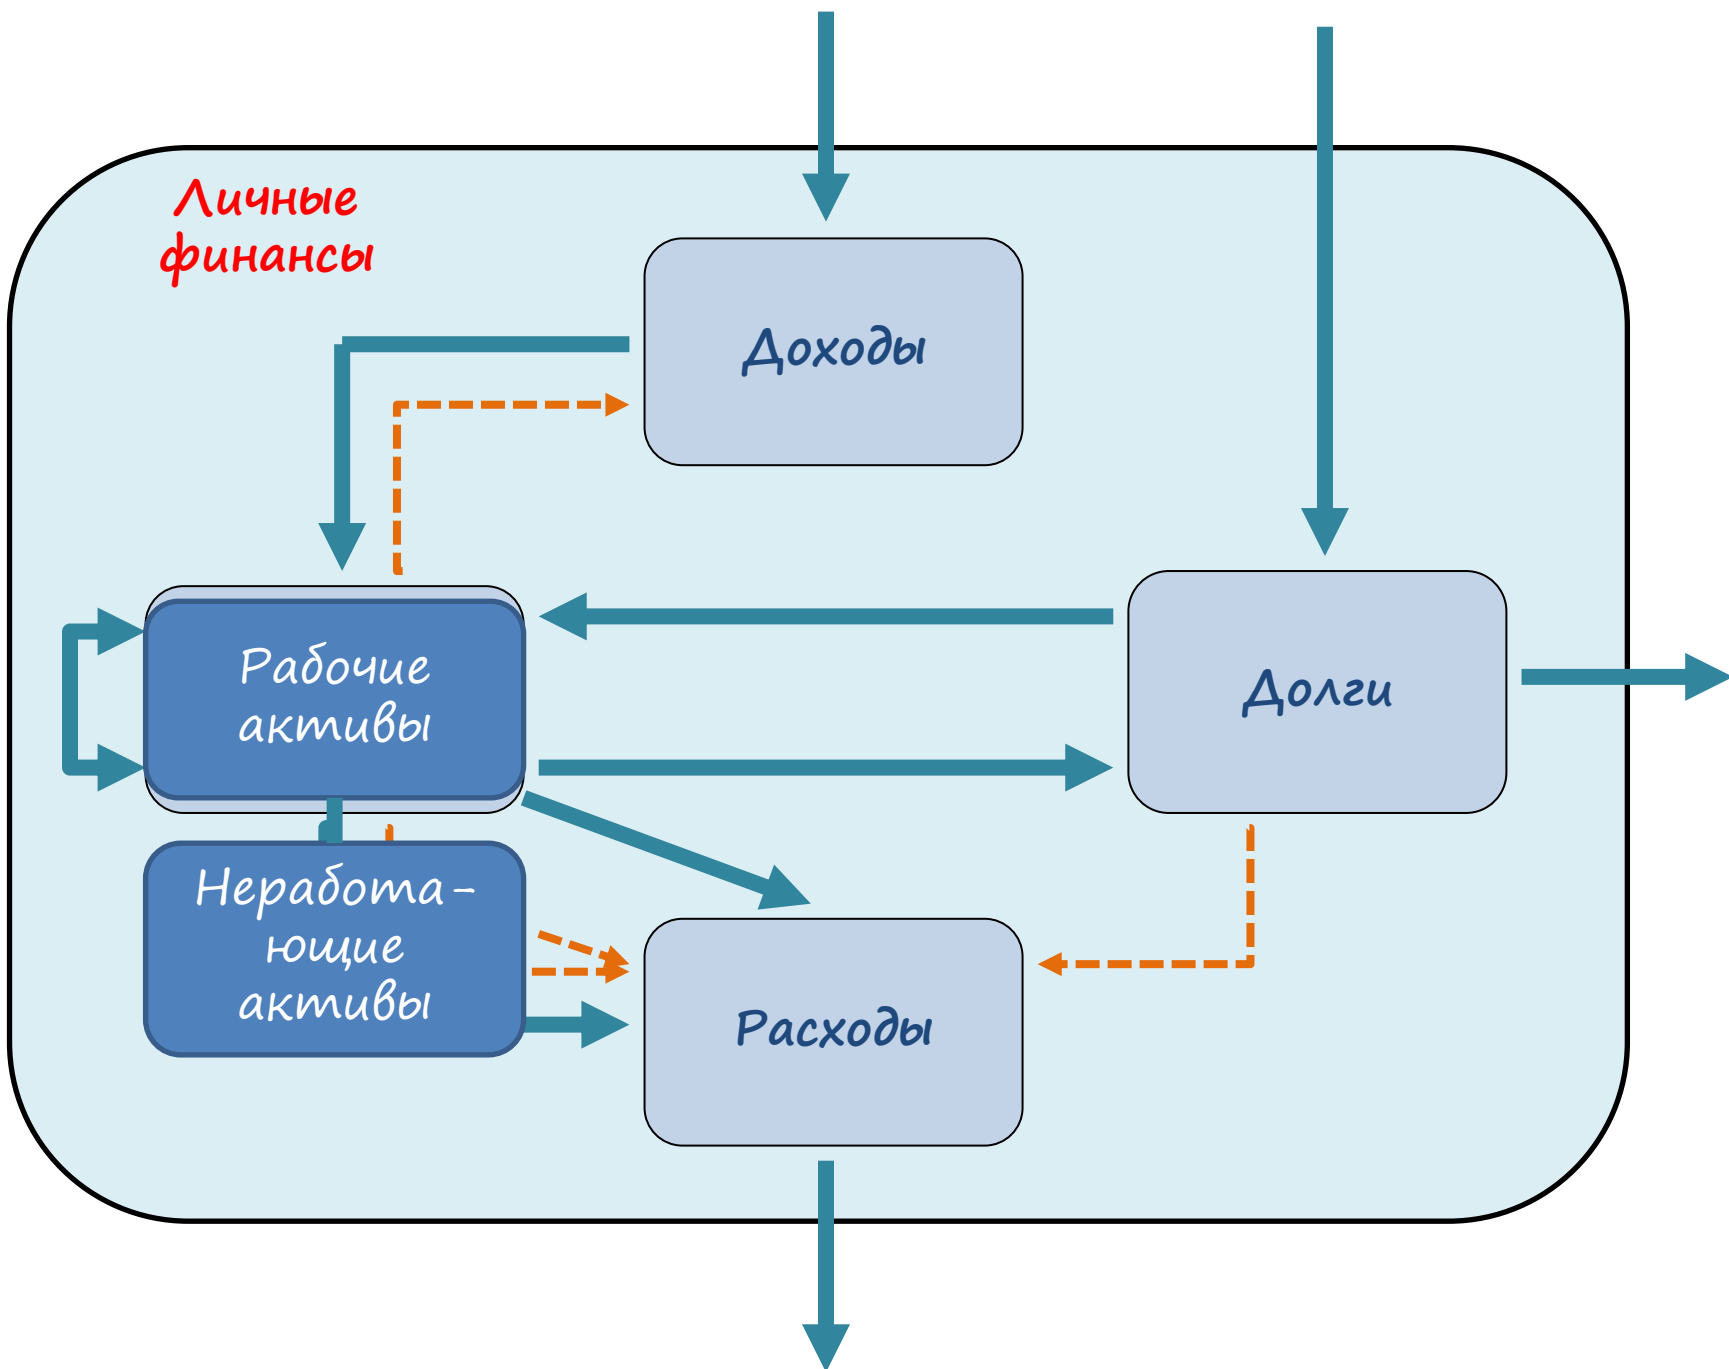 Личные
финансы
Доходы
Рабочие
активы
Долги
Неработа-
ющие
активы
Расходы